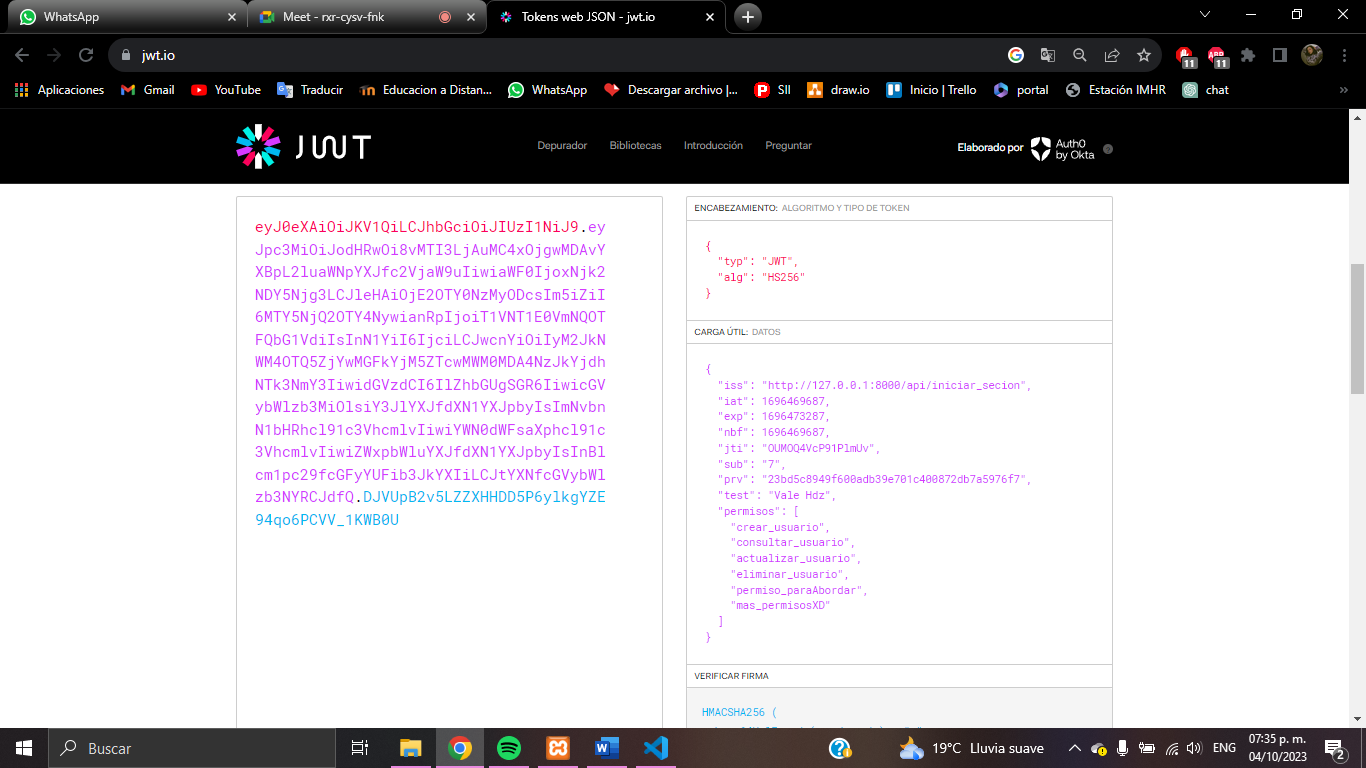 WhatsApp
Meet - rxr-cysv-fnk
Tokens web JSON - jwt.io
jwt.io
11
11
Aplicaciones
Gmail
YouTube
Traducir
Educacion a Distan...
WhatsApp
Descargar archivo |...
SII
draw.io
Inicio | Trello
portal
Estación IMHR
chat
»
JWT
Depurador
Bibliotecas
Introducción
Preguntar
Elaborado por
Auth0
by Okta
eyJ0eXAiOiJKV1QiLCJhbGciOiJIUzI1NiJ9.ey
Jpc3MiOiJodHRwOi8vMTI3LjAuMC4xOjgwMDAvY
XBpL2luaWNpYXJfc2VjaW9uIiwiaWF0IjoxNjk2
NDY5Njg3LCJleHAiOjE2OTY0NzMyODcsIm5iZiI
6MTY5NjQ2OTY4NywianRpIjoiT1VNT1E0VmNQOT
FQbG1VdiIsInN1YiI6IjciLCJwcnYiOiIyM2JkN
WM4OTQ5ZjYwMGFkYjM5ZTcwMWM0MDA4NzJkYjdh
NTk3NmY3IiwidGVzdCI6IlZhbGUgSGR6IiwicGV
ybWlzb3MiOlsiY3JlYXJfdXN1YXJpbyIsImNvbn
N1bHRhcl91c3VhcmlvIiwiYWN0dWFsaXphcl91c
3VhcmlvIiwiZWxpbWluYXJfdXN1YXJpbyIsInBl
cm1pc29fcGFyYUFib3JkYXIiLCJtYXNfcGVybWl
zb3NYRCJdfQ.DJVUpB2v5LZZXHHDD5P6ylkgYZE
94qo6PCVV_1KWB0U
ENCABEZAMIENTO: ALGORITMO Y TIPO DE TOKEN
{
"typ": "JWT",
"alg": "HS256"
}
CARGA ÚTIL: DATOS
{
"iss": "http://127.0.0.1:8000/api/iniciar_secion",
"iat": 1696469687,
"exp": 1696473287,
"nbf": 1696469687,
"jti": "OUMOQ4VcP91PlmUv",
"sub": "7",
"prv": "23bd5c8949f600adb39e701c400872db7a5976f7",
"test": "Vale Hdz",
"permisos": [
"crear_usuario",
"consultar_usuario",
"actualizar_usuario",
"eliminar_usuario",
"permiso_paraAbordar",
"mas_permisosXD"
]
}
VERIFICAR FIRMA
HMACSHA256 (
Buscar
19°C Lluvia suave
ENG
07:35 p. m.
04/10/2023
2